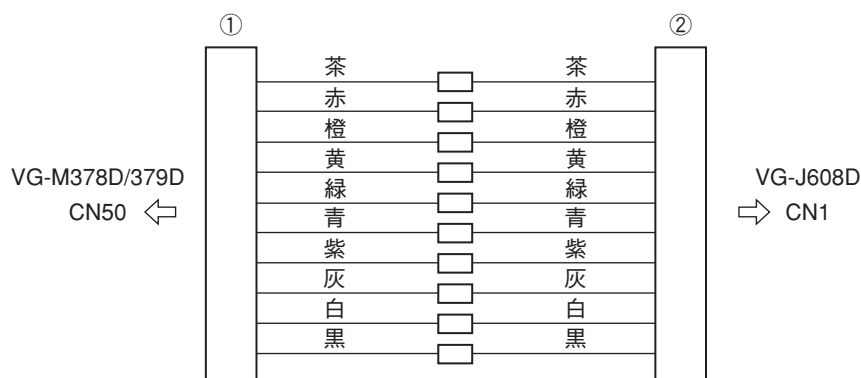 ① ②
茶 茶
赤 赤
橙 橙
黄 黄
VG-M378D/379D VG-J608D
緑 緑
CN50 CN1
青 青
紫 紫
灰 灰
白 白
黒 黒